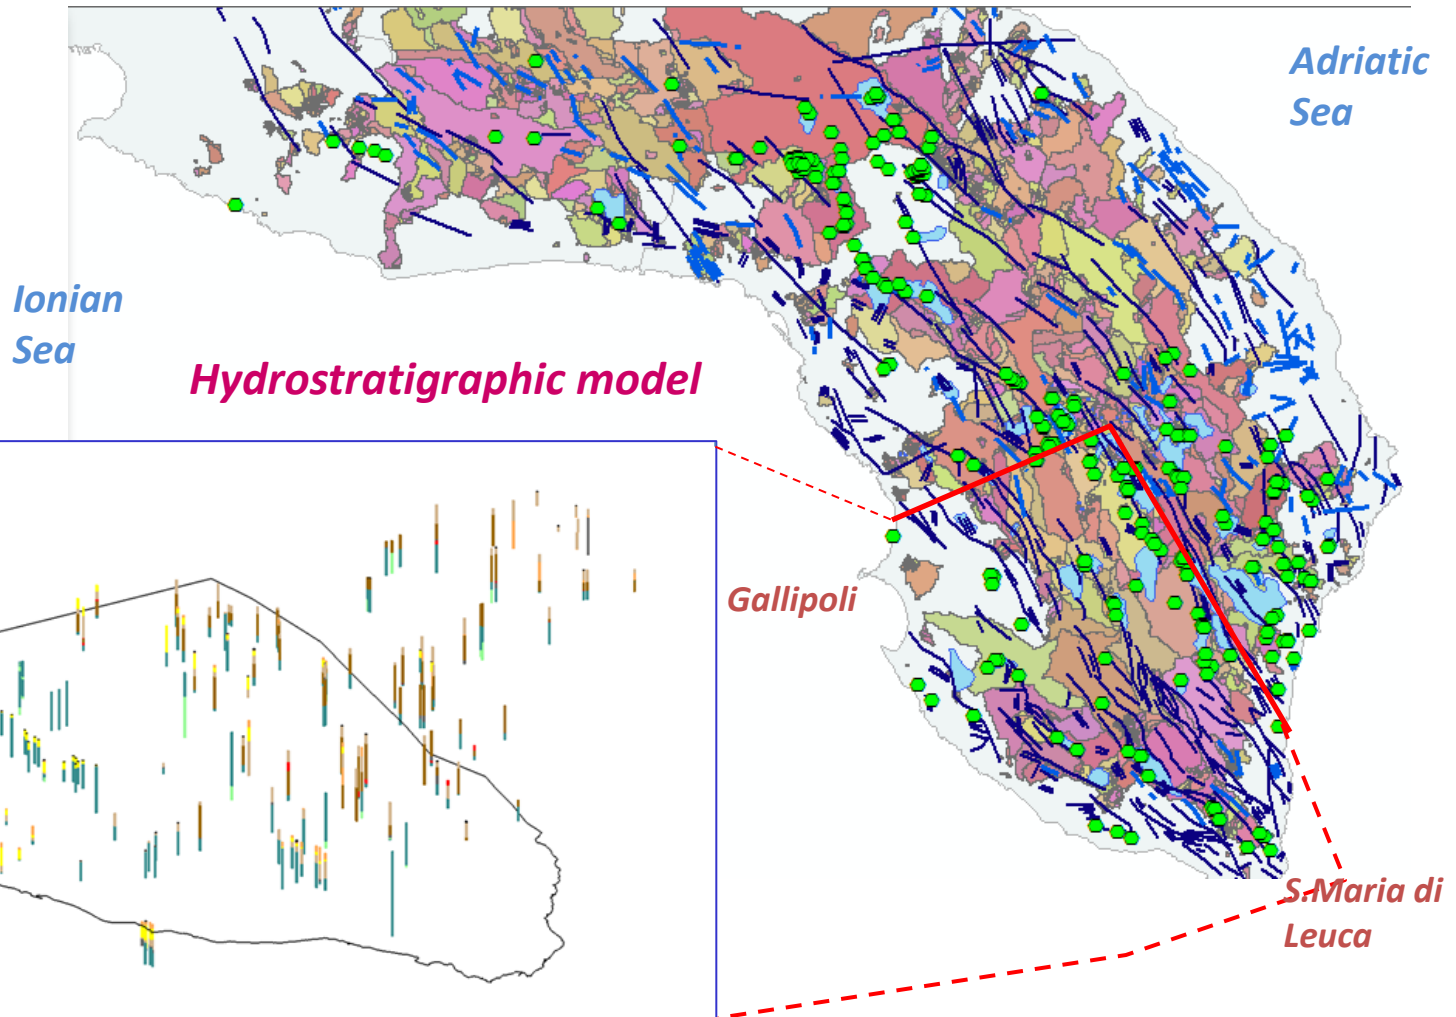 Adriatic
Sea
Ionian
Sea
Hydrostratigraphic model
Gallipoli
S.Maria di
Leuca